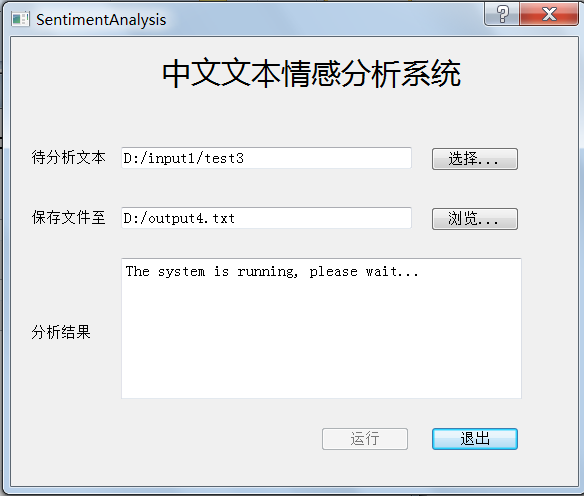 SentimentAnalysis
中文文本情感分析系统
待分析文本 D:/input1/test3 选择...
保存文件至 D:/output4.txt 浏览...
The system is running, please wait...
分析结果
运行 退出